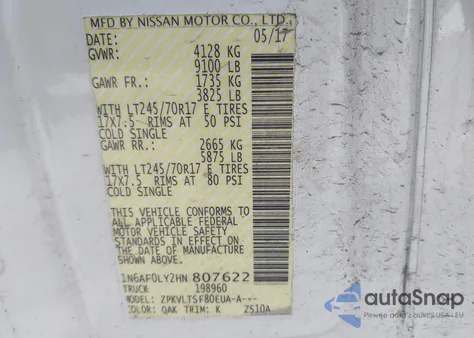 MFD BY NISSAN MOTOR CO., LTD.
DATE: 05/17
GVWR: 4128 KG
9100 LB
GAWR FR.: 1735 KG
3825 LB
WITH LT245/70R17 E TIRES
17X7.5 RIMS AT 50 PSI
COLD SINGLE
GAWR RR.: 2665 KG
5875 LB
WITH LT245/70R17 E TIRES
17X7.5 RIMS AT 80 PSI
COLD SINGLE
THIS VEHICLE CONFORMS TO
ALL APPLICABLE FEDERAL
MOTOR VEHICLE SAFETY
STANDARDS IN EFFECT ON
THE DATE OF MANUFACTURE
SHOWN ABOVE.
1N6AF0LY2HN 807622
TRUCK 198960
MODEL: ZPKVLTSF80EUA-A---
COLOR: QAK TRIM: K ZS10A
autoSnap
Доступні авто з США - EU